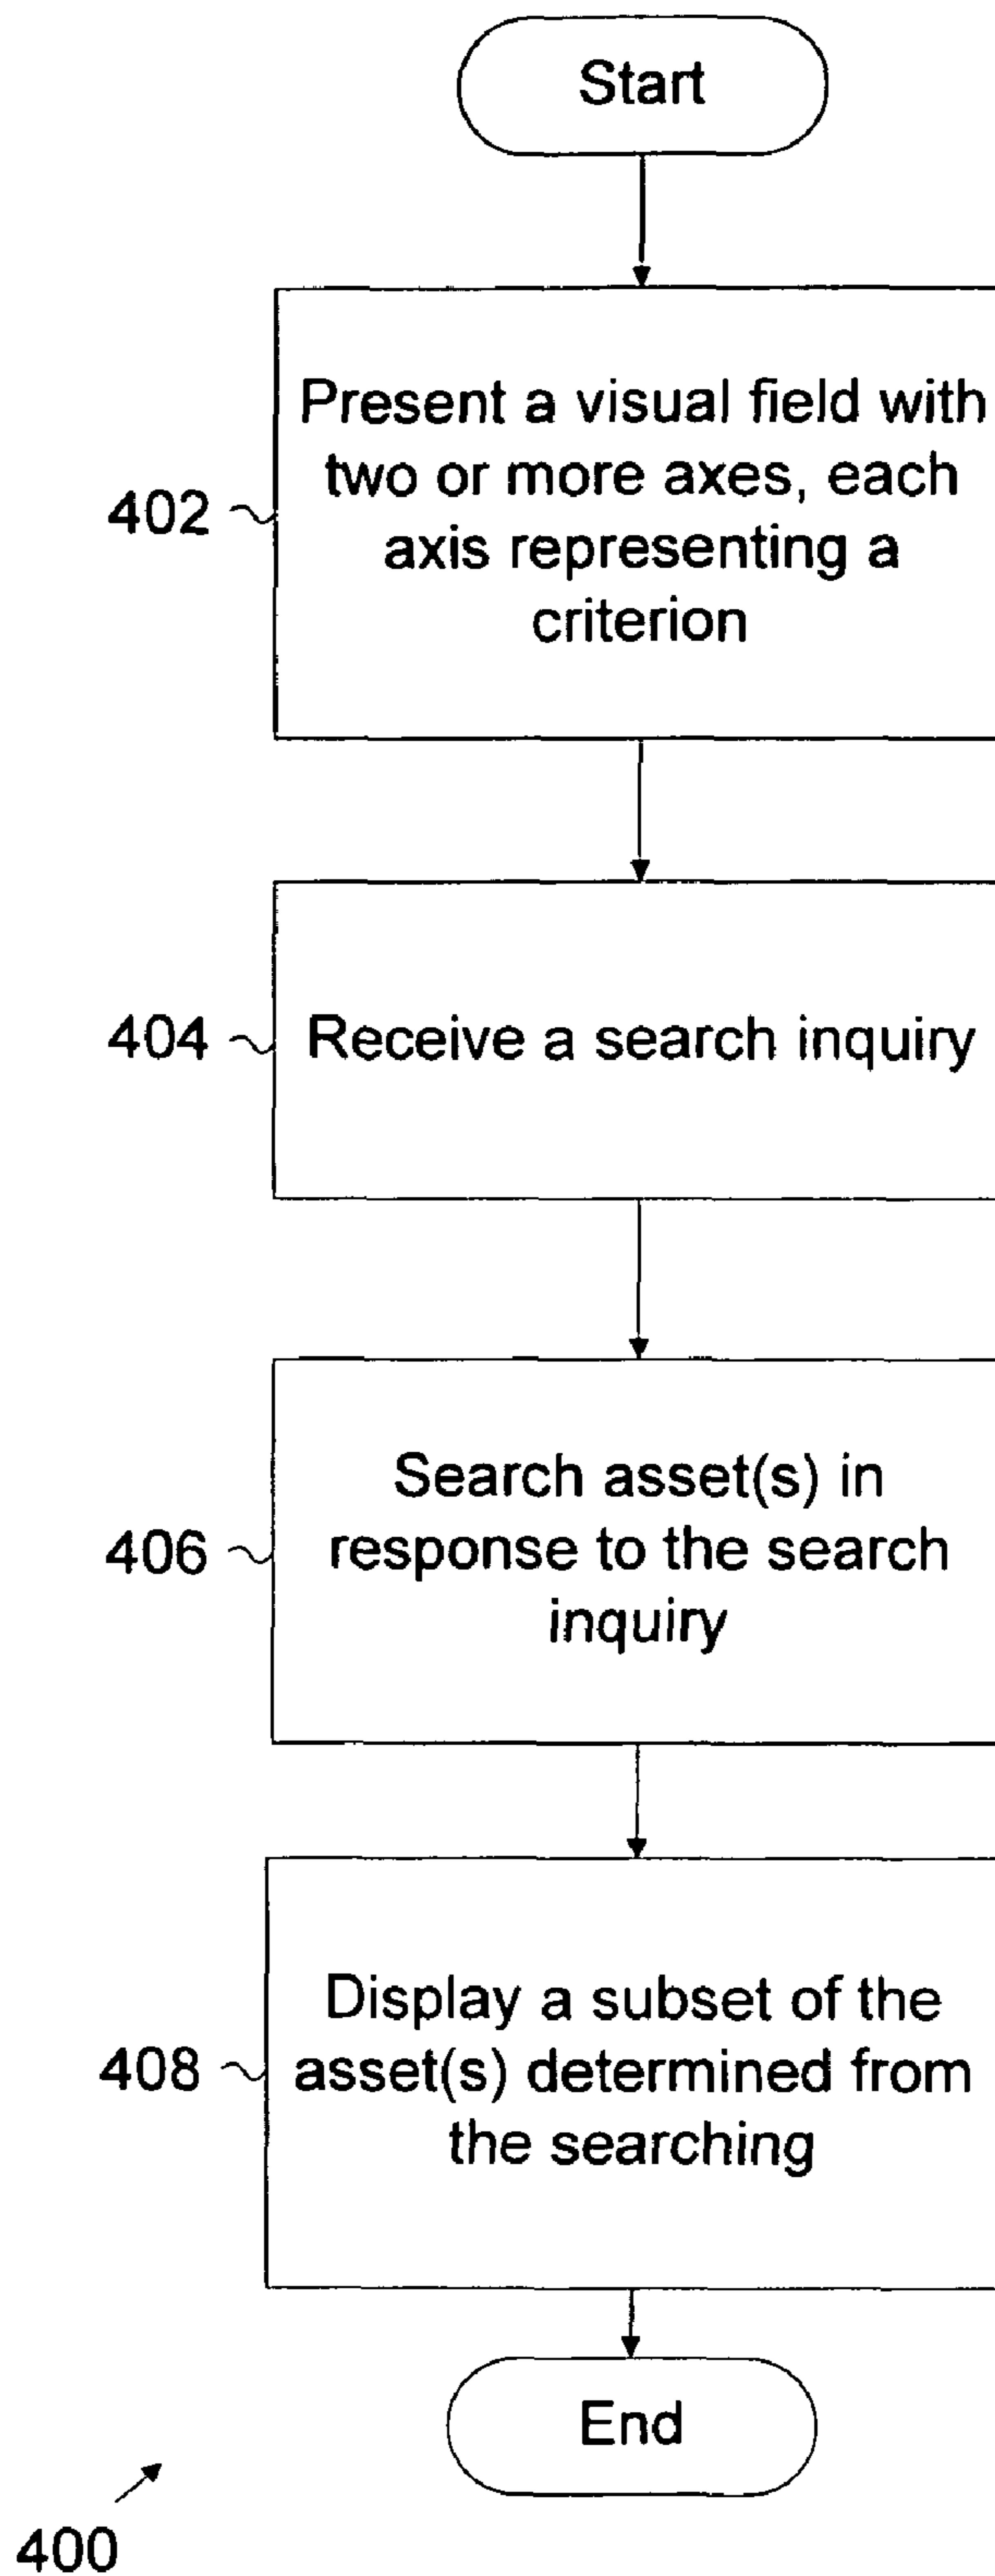 Start
Present a visual field with
two or more axes, each
axis representing a
criterion
402
404
Receive a search inquiry
Search asset(s) in
response to the search
inquiry
406
Display a subset of the
asset(s) determined from
the searching
408
End
400